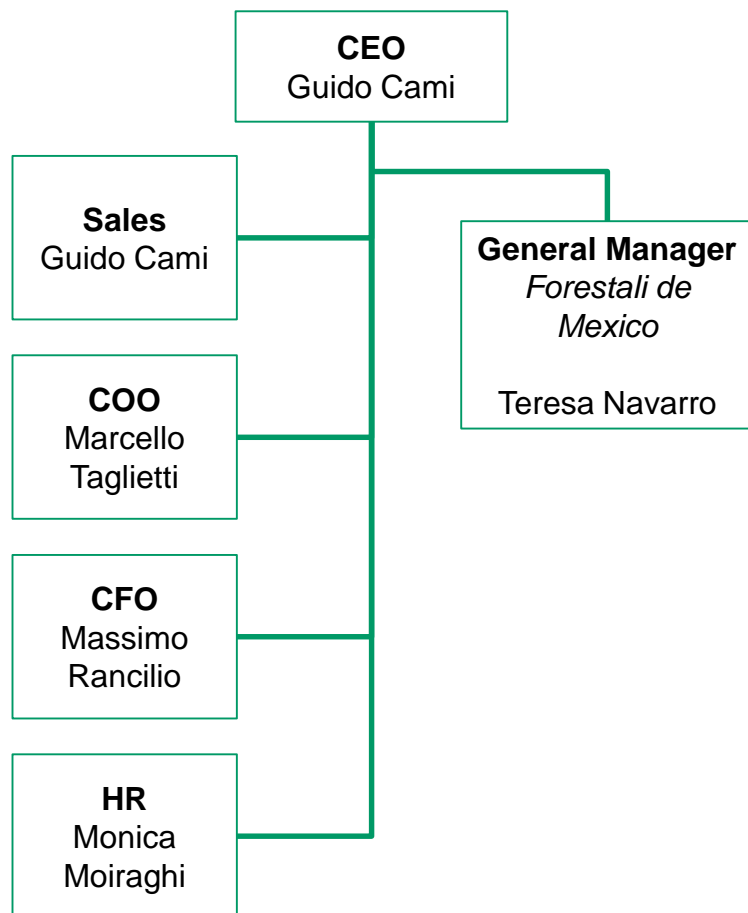 CEO
Guido Cami
Sales
Guido Cami
General Manager
Forestali de
Mexico
Teresa Navarro
COO
Marcello
Taglietti
CFO
Massimo
Rancilio
HR
Monica
Moiraghi